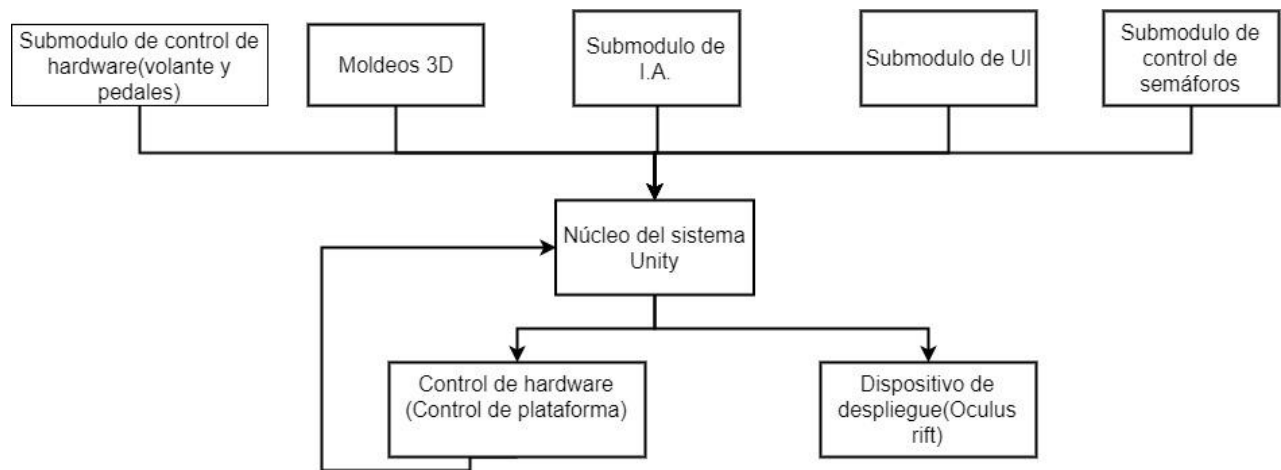 Submodulo de control de
hardware(volante y
pedales)
Moldeos 3D
Submodulo de
I.A.
Submodulo de UI
Submodulo de
control de
semáforos
Núcleo del sistema
Unity
Control de hardware
(Control de plataforma)
Dispositivo de
despliegue(Oculus
rift)